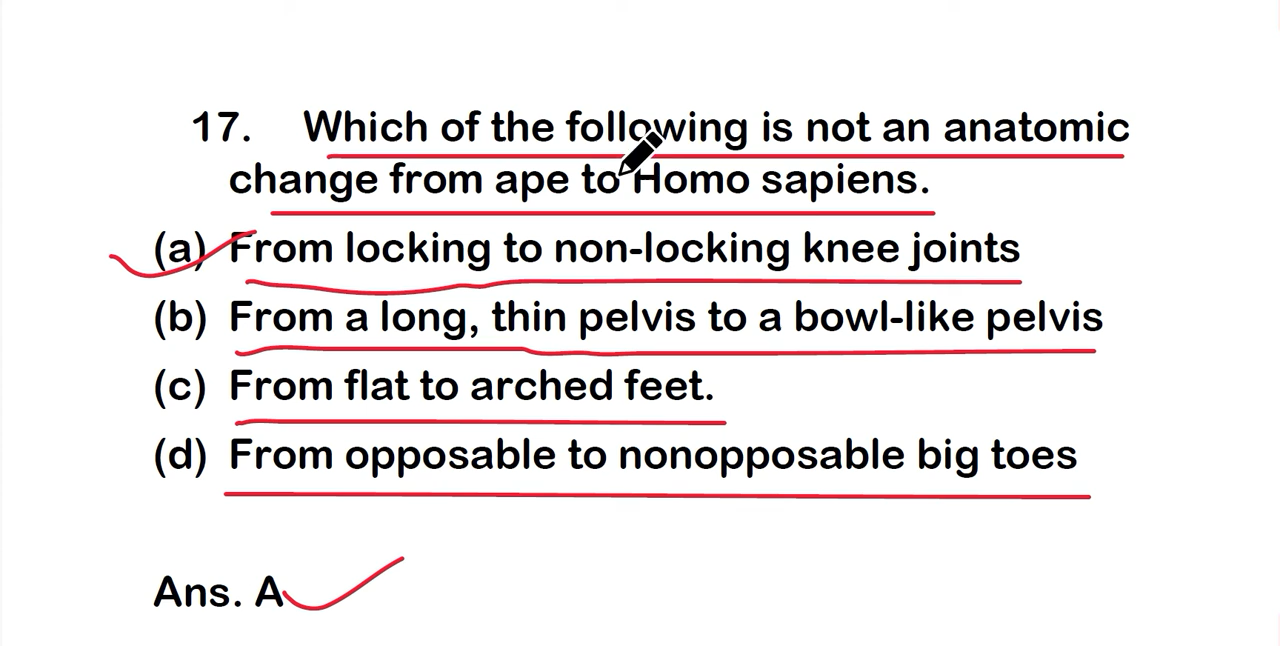 17. Which of the following is not an anatomic
change from ape to Homo sapiens.
(a) From locking to non-locking knee joints
(b) From a long, thin pelvis to a bowl-like pelvis
(c) From flat to arched feet.
(d) From opposable to nonopposable big toes
Ans. A